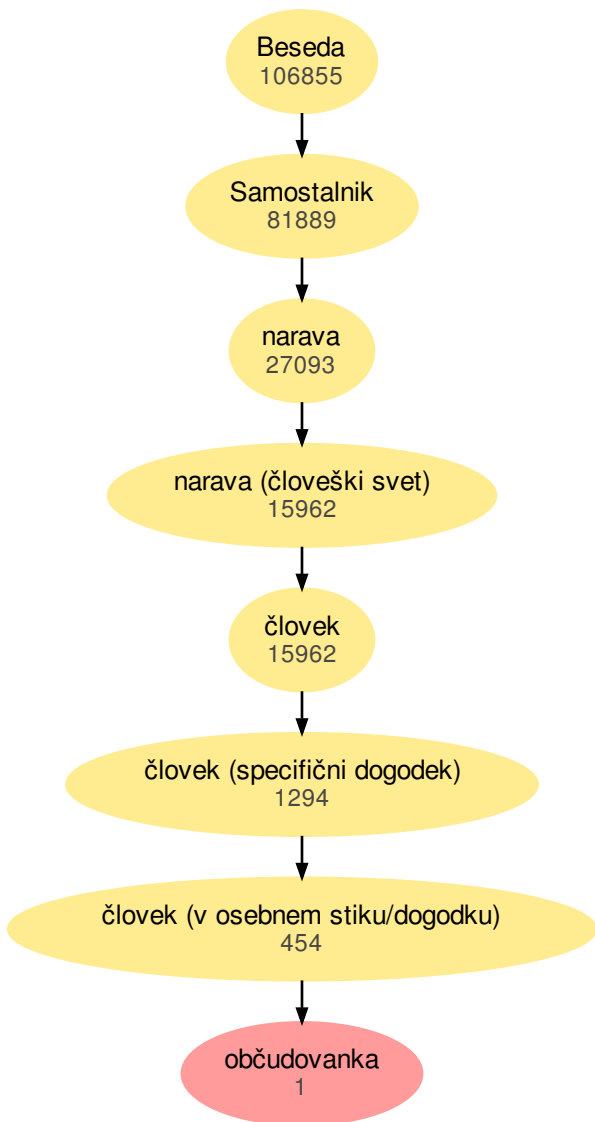 Beseda
106855
Samostalnik
81889
narava
27093
narava (človeški svet)
15962
človek
15962
človek (specifični dogodek)
1294
človek (v osebnem stiku/dogodku)
454
občudovanka
1